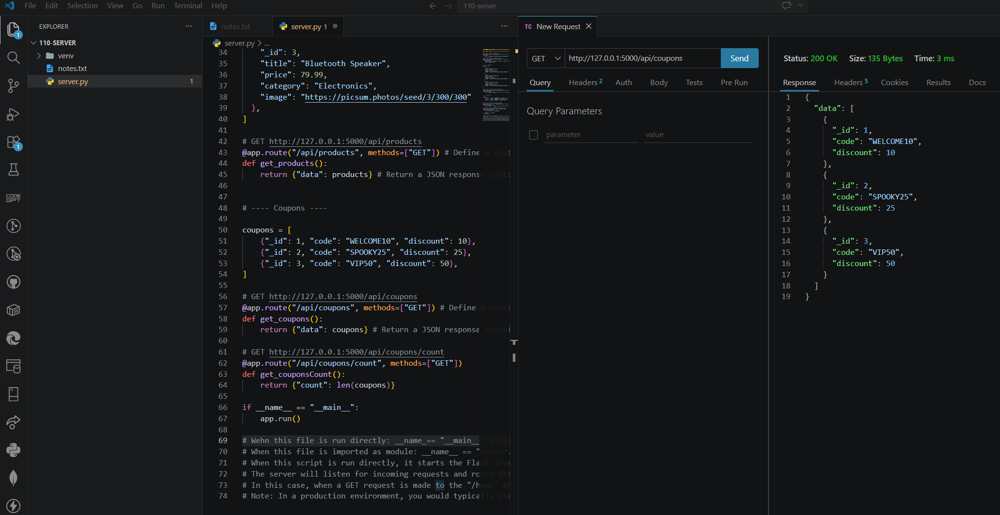 File Edit Selection View Go Run Terminal Help
110-server
EXPLORER
110-SERVER
venv
notes.txt
server.py 1
1
1
CODE
GPT
notes.txt
server.py 1
server.py > ...
34 "_id": 3,
35 "title": "Bluetooth Speaker",
36 "price": 79.99,
37 "category": "Electronics",
38 "image": "https://picsum.photos/seed/3/300/300"
39 },
40 ]
41
42 # GET http://127.0.0.1:5000/api/products
43 @app.route("/api/products", methods=["GET"]) # Define a rou
44 def get_products():
45 return {"data": products} # Return a JSON response conta
46
47
48 # ---- Coupons ----
49
50 coupons = [
51 {"_id": 1, "code": "WELCOME10", "discount": 10},
52 {"_id": 2, "code": "SPOOKY25", "discount": 25},
53 {"_id": 3, "code": "VIP50", "discount": 50},
54 ]
55
56 # GET http://127.0.0.1:5000/api/coupons
57 @app.route("/api/coupons", methods=["GET"]) # Define a route
58 def get_coupons():
59 return {"data": coupons} # Return a JSON response contai
60
61 # GET http://127.0.0.1:5000/api/coupons/count
62 @app.route("/api/coupons/count", methods=["GET"])
63 def get_couponsCount():
64 return {"count": len(coupons)}
65
66 if __name__ == "__main__":
67 app.run()
68
69 # Wehn this file is run directly: __name_== "__main__" will
70 # When this file is imported as module: __name__ == "server.
71 # When this script is run directly, it starts the Flask deve
72 # The server will listen for incoming requests and route the
73 # In this case, when a GET request is made to the "/home" en
74 # Note: In a production environment, you would typically use
TC New Request
GET http://127.0.0.1:5000/api/coupons Send
Query Headers 2 Auth Body Tests Pre Run
Query Parameters
parameter value
Status: 200 OK Size: 135 Bytes Time: 3 ms
Response Headers 5 Cookies Results Docs
1 {
2 "data": [
3 {
4 "_id": 1,
5 "code": "WELCOME10",
6 "discount": 10
7 },
8 {
9 "_id": 2,
10 "code": "SPOOKY25",
11 "discount": 25
12 },
13 {
14 "_id": 3,
15 "code": "VIP50",
16 "discount": 50
17 }
18 ]
19 }